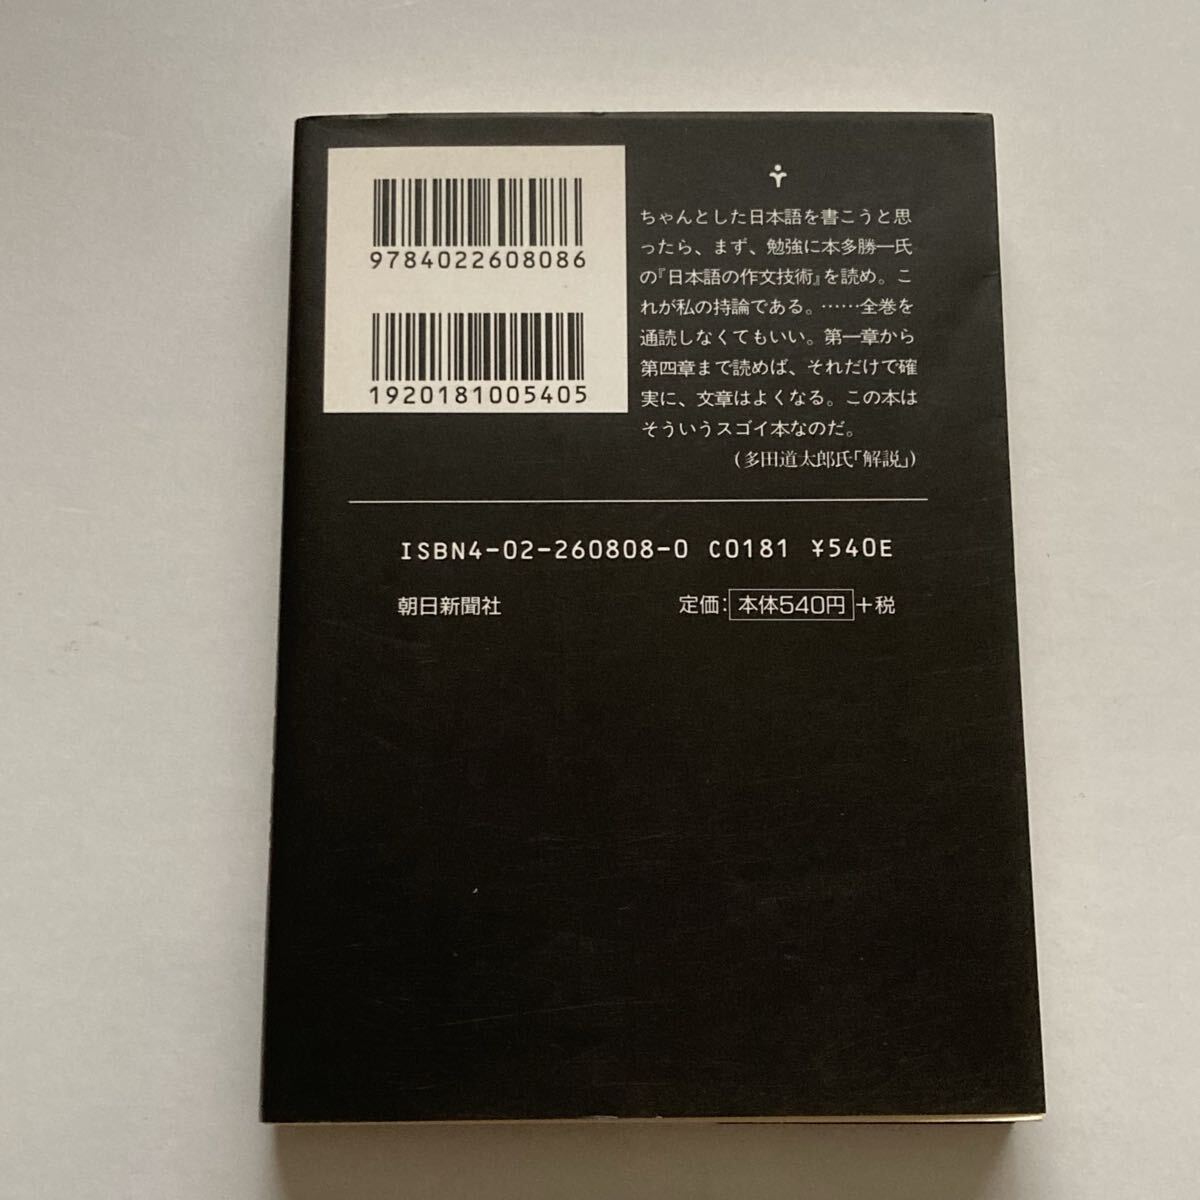 9784022608086
1920181005405
ちゃんとした日本語を書こうと思
ったら、まず、勉強に本多勝一氏
の『日本語の作文技術』を読め。こ
れが私の持論である。……全巻を
通読しなくてもいい。第一章から
第四章まで読めば、それだけで確
実に、文章はよくなる。この本は
そういうスゴイ本なのだ。
(多田道太郎氏「解説」)
ISBN4-02-260808-0 C0181 ¥540E
朝日新聞社 定価:本体540円+税